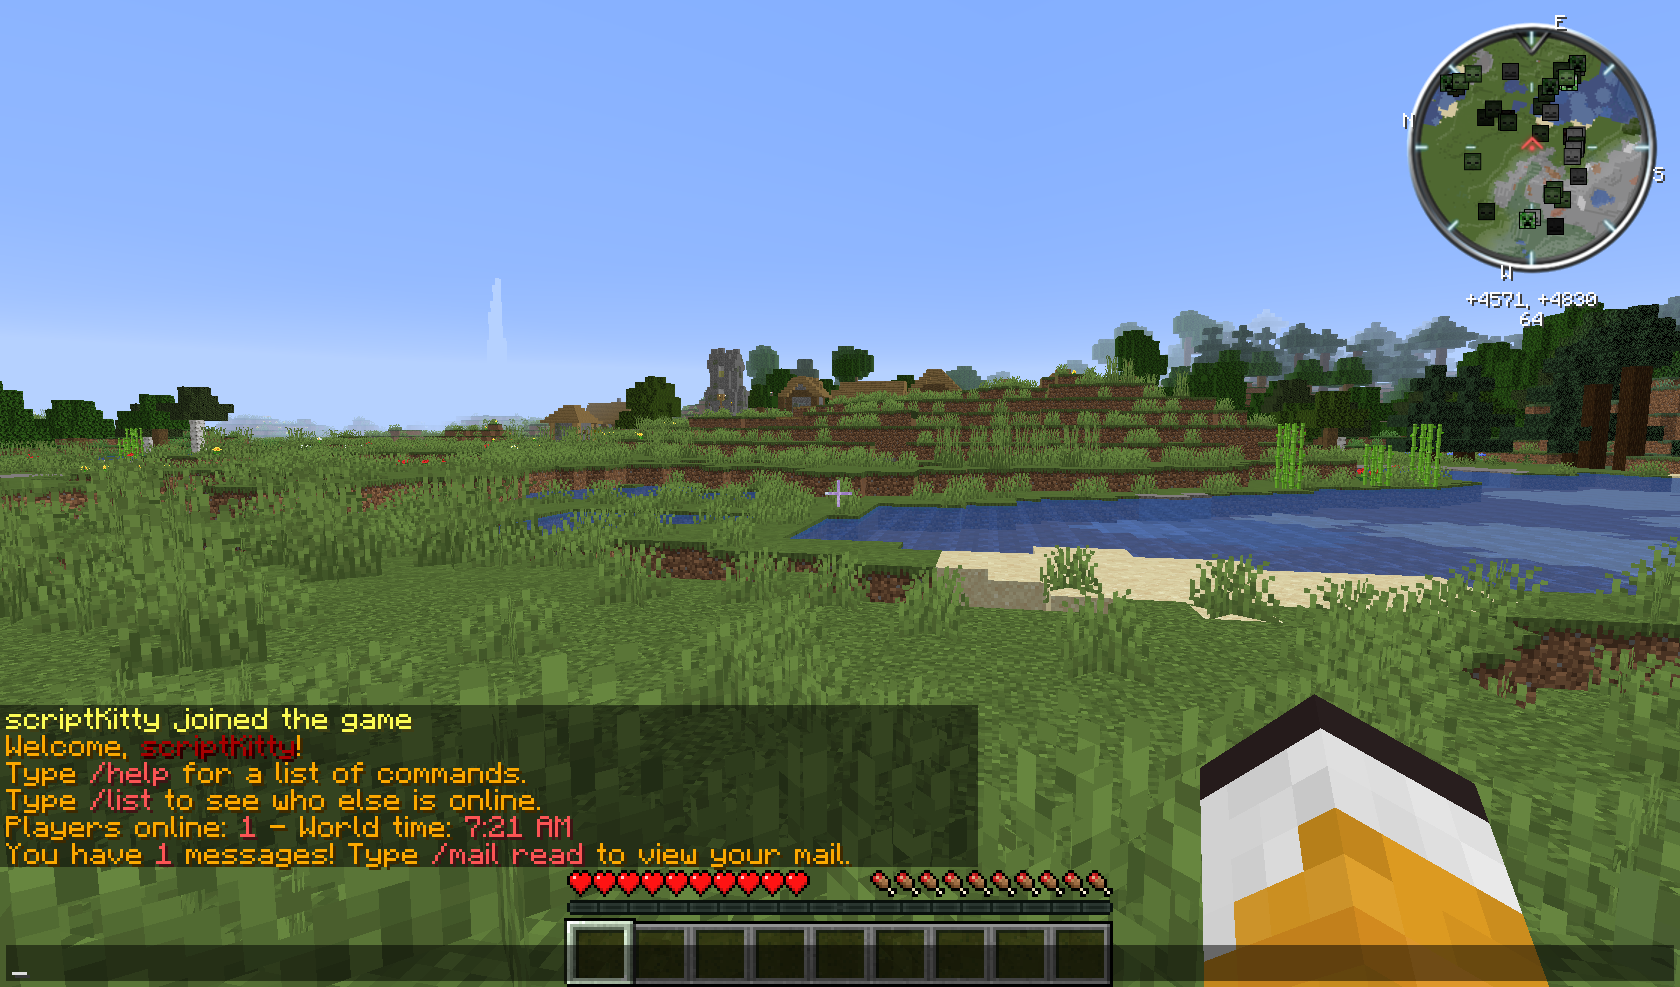 E
N
S
W
+4571, +4830
64
scriptKitty joined the game
Welcome, scriptKitty!
Type /help for a list of commands.
Type /list to see who else is online.
Players online: 1 - World time: 7:21 AM
You have 1 messages! Type /mail read to view your mail.
_